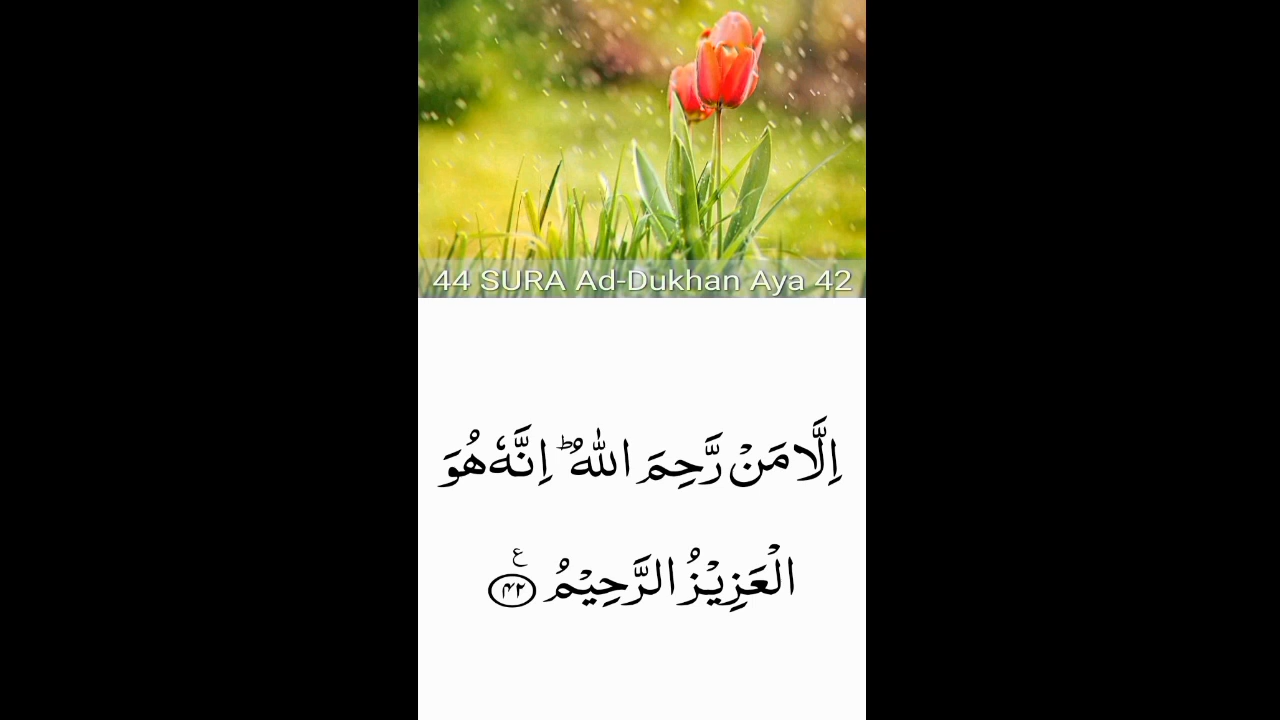 44 SURA Ad-Dukhan Aya 42
اِلَّا مَنْ رَّحِمَ اللّٰهُ ؕ اِنَّهٗ هُوَ
الْعَزِيْزُ الرَّحِيْمُ ۴۲ ع